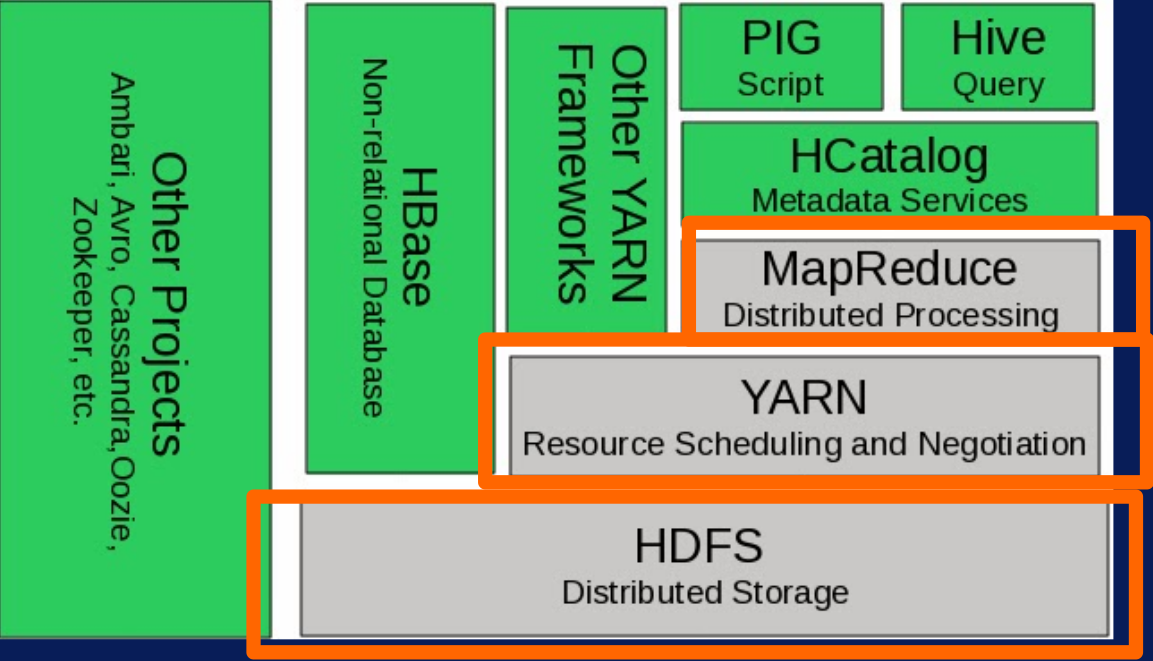 Other Projects
Ambari, Avro, Cassandra,Oozie,
Zookeeper, etc.
HBase
Non-relational Database
Other YARN
Frameworks
PIG
Script
Hive
Query
HCatalog
Metadata Services
MapReduce
Distributed Processing
YARN
Resource Scheduling and Negotiation
HDFS
Distributed Storage